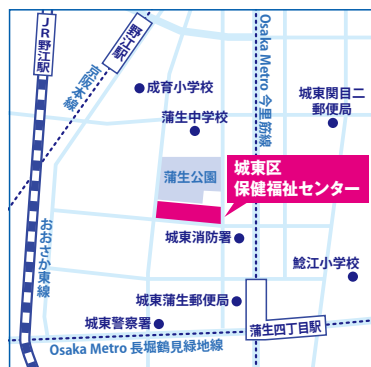 JR野江駅
野江駅
京阪本線
Osaka Metro 今里筋線
成育小学校
城東関目二
郵便局
蒲生中学校
蒲生公園
城東区
保健福祉センター
おおさか東線
城東消防署
鯰江小学校
城東蒲生郵便局
城東警察署
蒲生四丁目駅
Osaka Metro 長堀鶴見緑地線